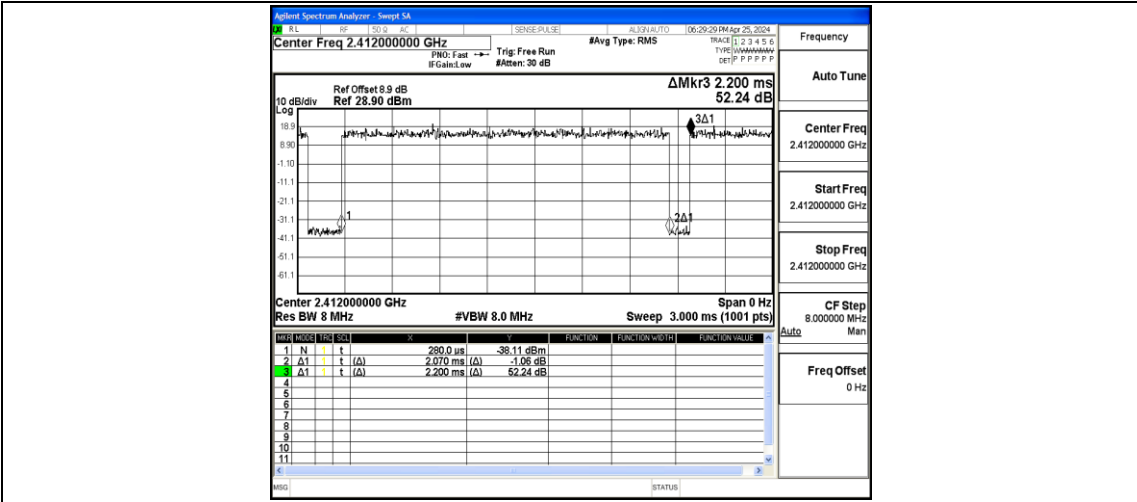 Agilent Spectrum Analyzer - Swept SA
RL RF 50 Ω AC SENSE:PULSE ALIGN AUTO 06:29:29 PM Apr 25, 2024
Center Freq 2.412000000 GHz
PNO: Fast
IFGain:Low
Trig: Free Run
#Atten: 30 dB
#Avg Type: RMS
TRACE 1 2 3 4 5 6
TYPE
DET P P P P P P
ΔMkr3 2.200 ms
52.24 dB
Ref Offset 8.9 dB
10 dB/div Ref 28.90 dBm
Log
18.9
8.90
-1.10
-11.1
-21.1
-31.1
-41.1
-51.1
-61.1
3Δ1
1
2Δ1
Center 2.412000000 GHz Span 0 Hz
Res BW 8 MHz #VBW 8.0 MHz Sweep 3.000 ms (1001 pts)
MKR MODE TRC SCL X Y FUNCTION FUNCTION WIDTH FUNCTION VALUE
1 N 1 t 280.0 us -38.11 dBm
2 Δ1 1 t (Δ) 2.070 ms (Δ) -1.06 dB
3 Δ1 1 t (Δ) 2.200 ms (Δ) 52.24 dB
4
5
6
7
8
9
10
11
MSG STATUS
Frequency
Auto Tune
Center Freq
2.412000000 GHz
Start Freq
2.412000000 GHz
Stop Freq
2.412000000 GHz
CF Step
8.000000 MHz
Auto Man
Freq Offset
0 Hz